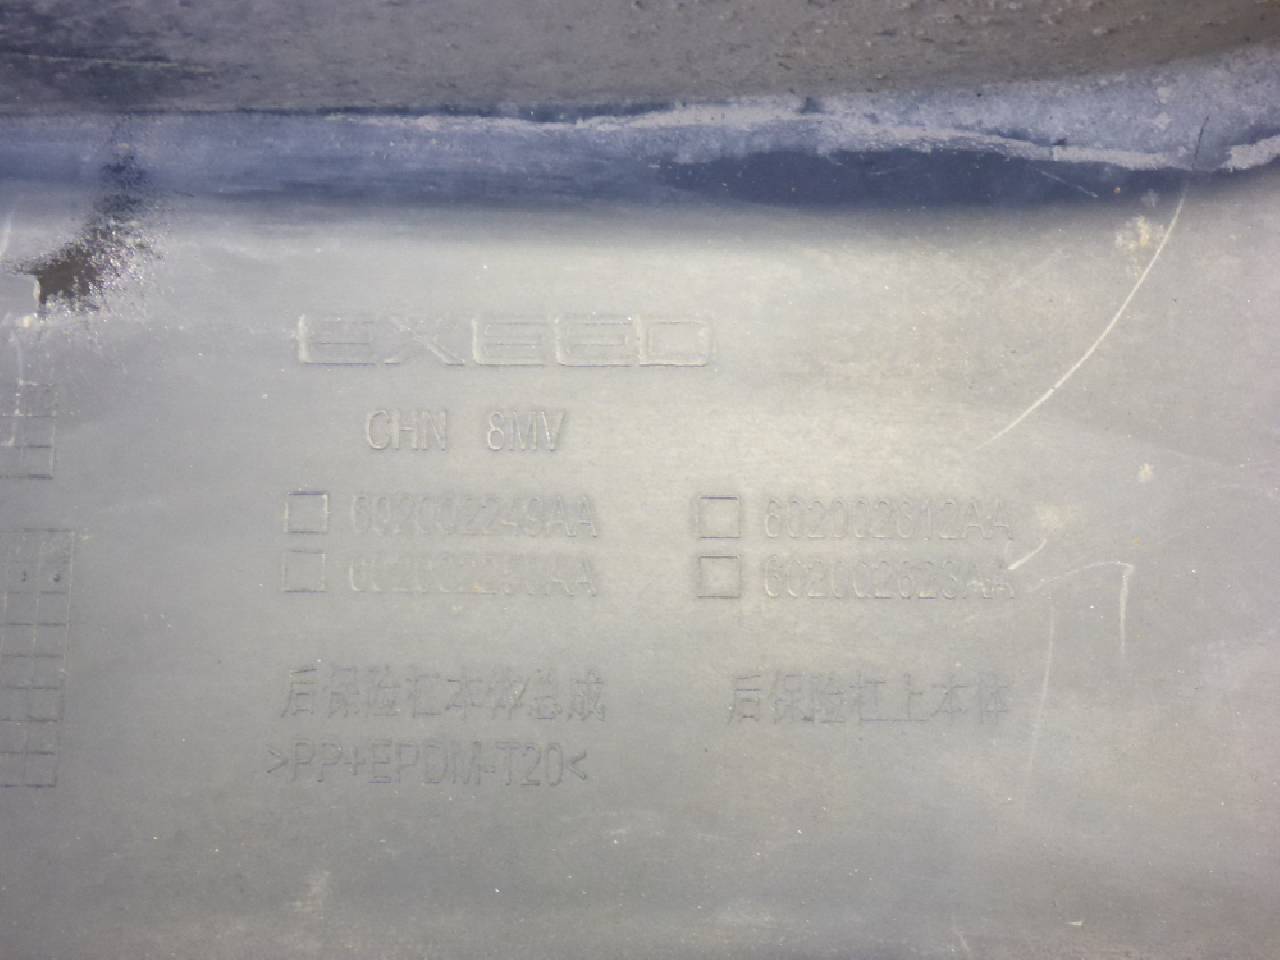 EXEED
CHN 8MV
☐ 602002249AA ☐ 602002612AA
☐ ☐ 602002623AA
后保险杠本体总成 后保险杠上本体
>PP+EPDM-T20<